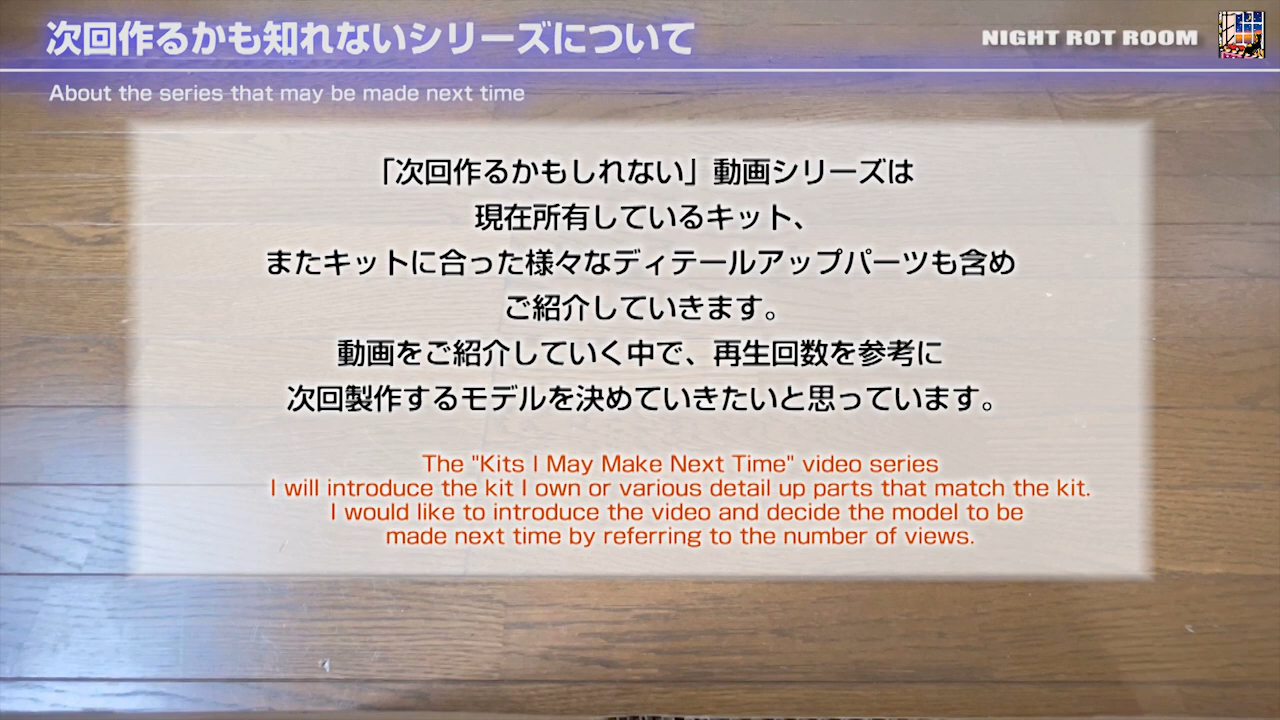 次回作るかも知れないシリーズについて
NIGHT ROT ROOM
About the series that may be made next time
「次回作るかもしれない」動画シリーズは
現在所有しているキット、
またキットに合った様々なディテールアップパーツも含め
ご紹介していきます。
動画をご紹介していく中で、再生回数を参考に
次回製作するモデルを決めていきたいと思っています。
The "Kits I May Make Next Time" video series
I will introduce the kit I own or various detail up parts that match the kit.
I would like to introduce the video and decide the model to be
made next time by referring to the number of views.